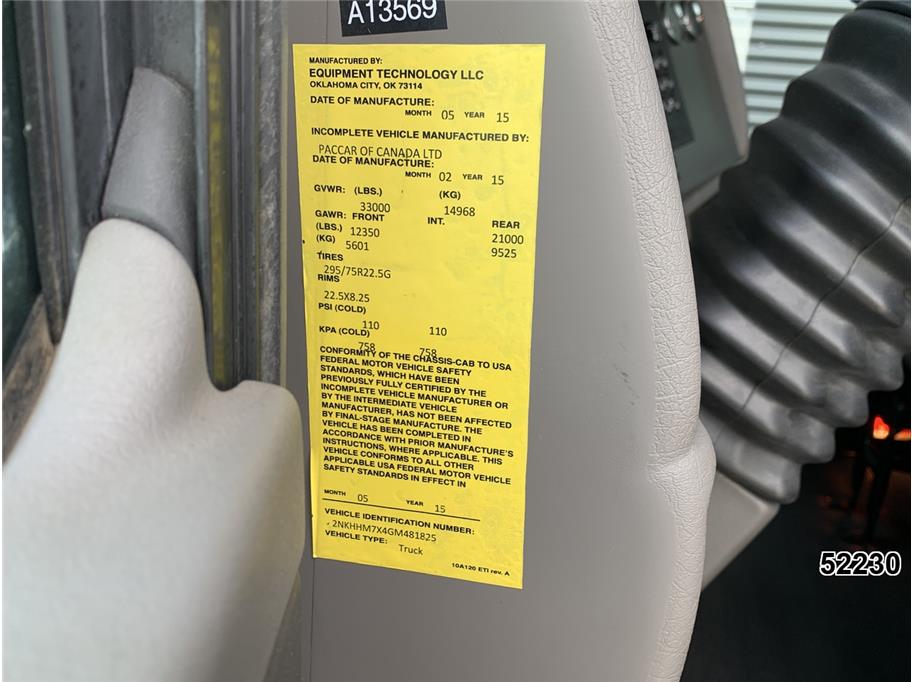 A13569
MANUFACTURED BY:
EQUIPMENT TECHNOLOGY LLC
OKLAHOMA CITY, OK 73114
DATE OF MANUFACTURE:
MONTH 05 YEAR 15
INCOMPLETE VEHICLE MANUFACTURED BY:
PACCAR OF CANADA LTD
DATE OF MANUFACTURE:
MONTH 02 YEAR 15
GVWR: (LBS.) (KG)
33000 14968
GAWR: FRONT INT. REAR
(LBS.) 12350 21000
(KG) 5601 9525
TIRES
295/75R22.5G
RIMS
22.5X8.25
PSI (COLD)
110 110
KPA (COLD)
758 758
CONFORMITY OF THE CHASSIS-CAB TO USA
FEDERAL MOTOR VEHICLE SAFETY
STANDARDS, WHICH HAVE BEEN
PREVIOUSLY FULLY CERTIFIED BY THE
INCOMPLETE VEHICLE MANUFACTURER OR
BY THE INTERMEDIATE VEHICLE
MANUFACTURER, HAS NOT BEEN AFFECTED
BY FINAL-STAGE MANUFACTURE. THE
VEHICLE HAS BEEN COMPLETED IN
ACCORDANCE WITH PRIOR MANUFACTURE'S
INSTRUCTIONS, WHERE APPLICABLE. THIS
VEHICLE CONFORMS TO ALL OTHER
APPLICABLE USA FEDERAL MOTOR VEHICLE
SAFETY STANDARDS IN EFFECT IN
MONTH 05 YEAR 15
VEHICLE IDENTIFICATION NUMBER:
2NKHHM7X4GM481825
VEHICLE TYPE: Truck
10A120 ETI rev. A
52230